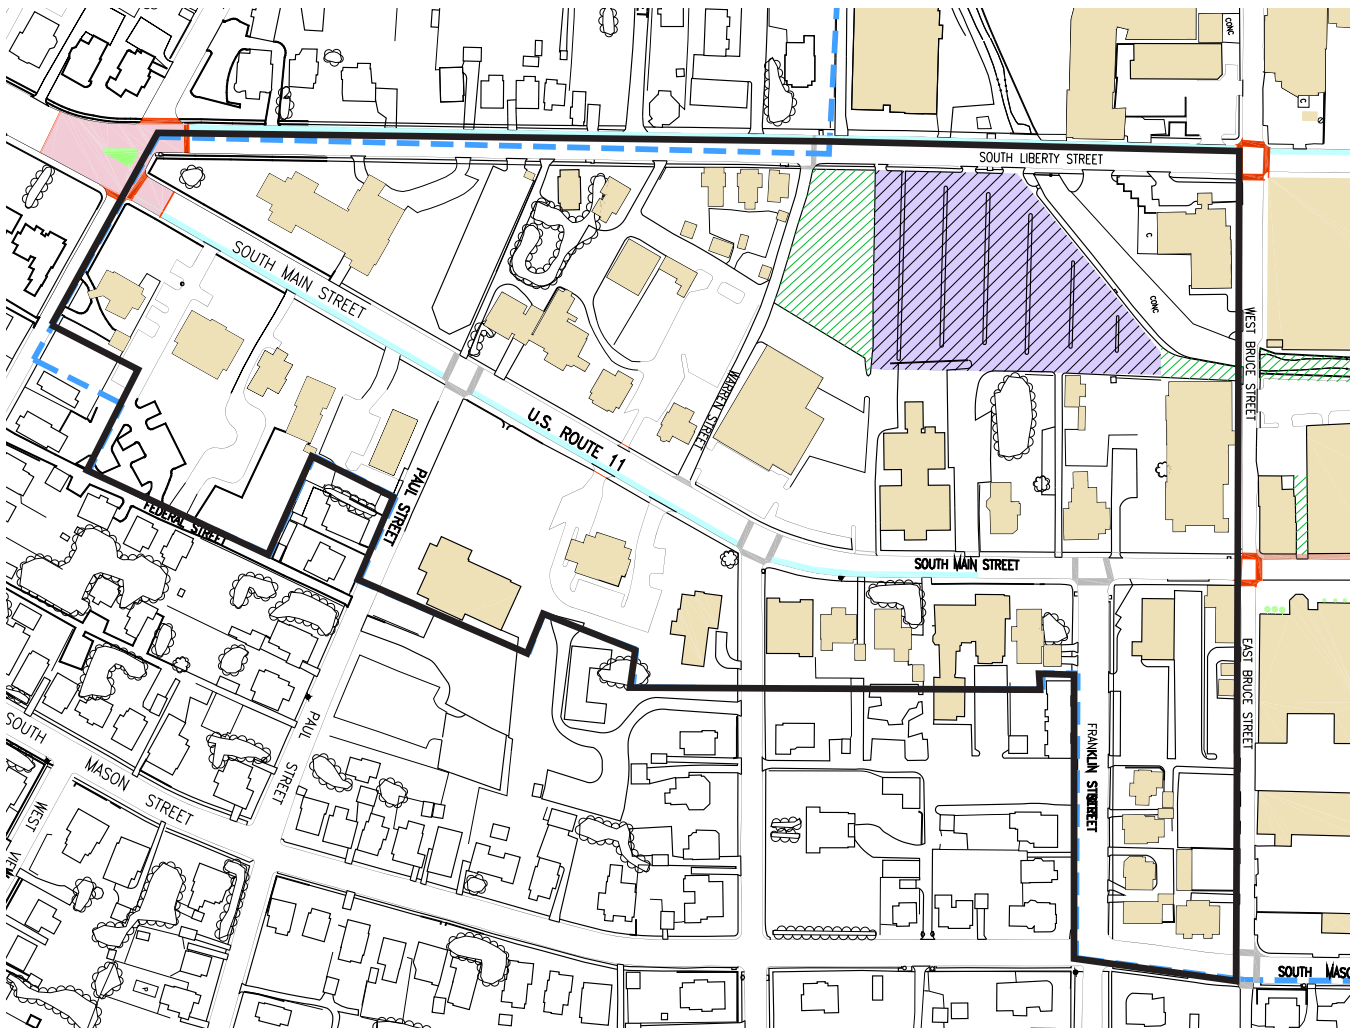 CONC
C
SOUTH LIBERTY STREET
C
SOUTH MAIN STREET
CONC
WEST BRUCE STREET
WARREN STREET
U.S. ROUTE 11
PAUL STREET
FEDERAL STREET
SOUTH MAIN STREET
EAST BRUCE STREET
SOUTH MASON STREET
PAUL STREET
FRANKLIN STREET
WEST VIEW
SOUTH